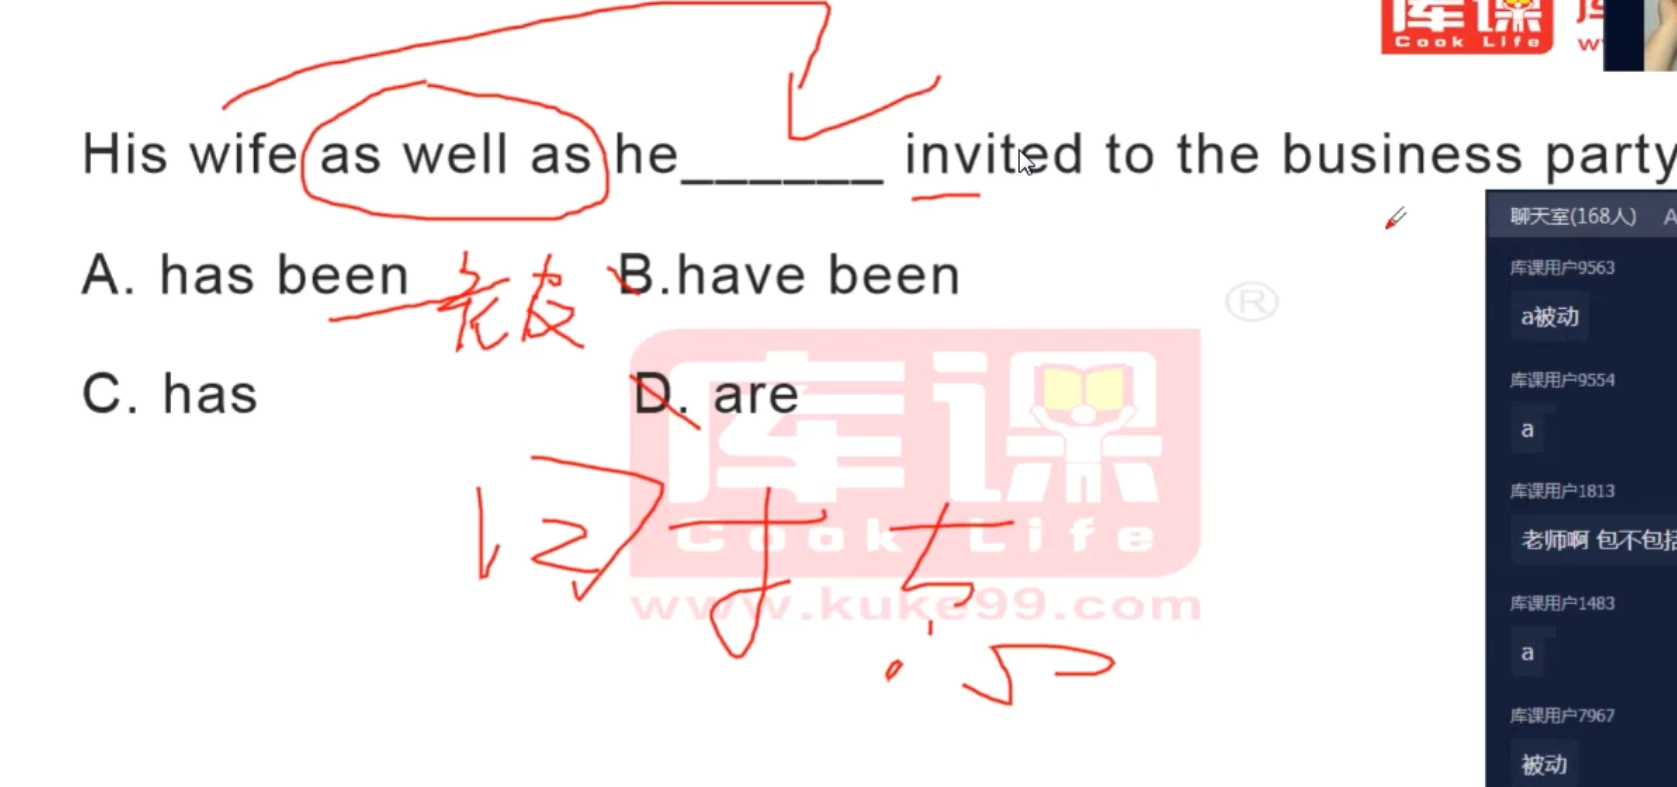 库课
Cook Life
His wife as well as he______ invited to the business party
聊天室(168人) A
A. has been B.have been
库课用户9563
a被动
®
C. has D. are
库课用户9554
a
库课
Cook Life
www.kuke99.com
库课用户1813
老师啊 包不包括
库课用户1483
a
库课用户7967
被动